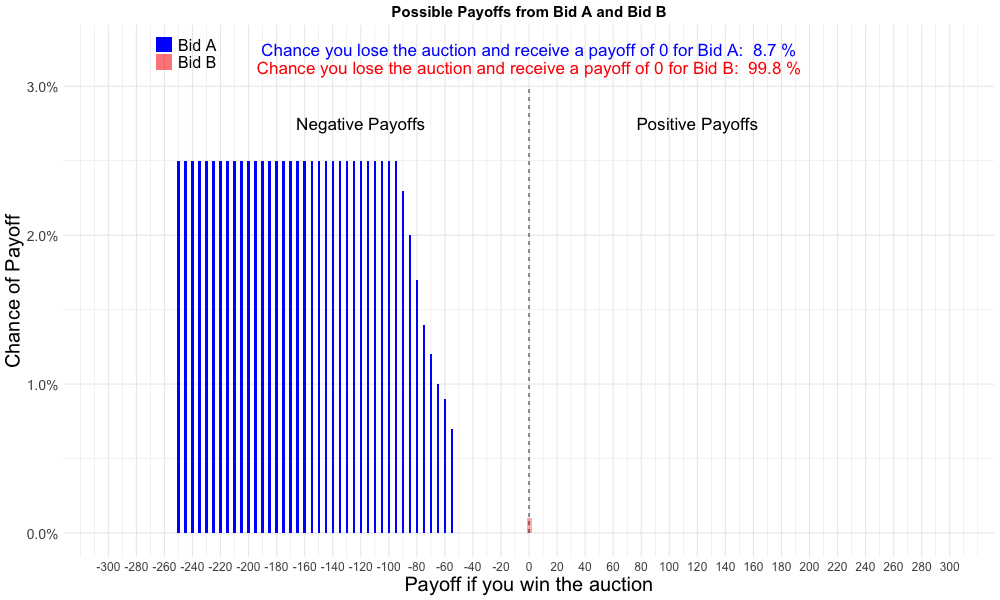 Possible Payoffs from Bid A and Bid B
Bid A
Bid B
Chance you lose the auction and receive a payoff of 0 for Bid A:  8.7 %
Chance you lose the auction and receive a payoff of 0 for Bid B:  99.8 %
Negative Payoffs
Positive Payoffs
Chance of Payoff
3.0%
2.0%
1.0%
0.0%
-300 -280 -260 -240 -220 -200 -180 -160 -140 -120 -100 -80 -60 -40 -20 0 20 40 60 80 100 120 140 160 180 200 220 240 260 280 300
Payoff if you win the auction